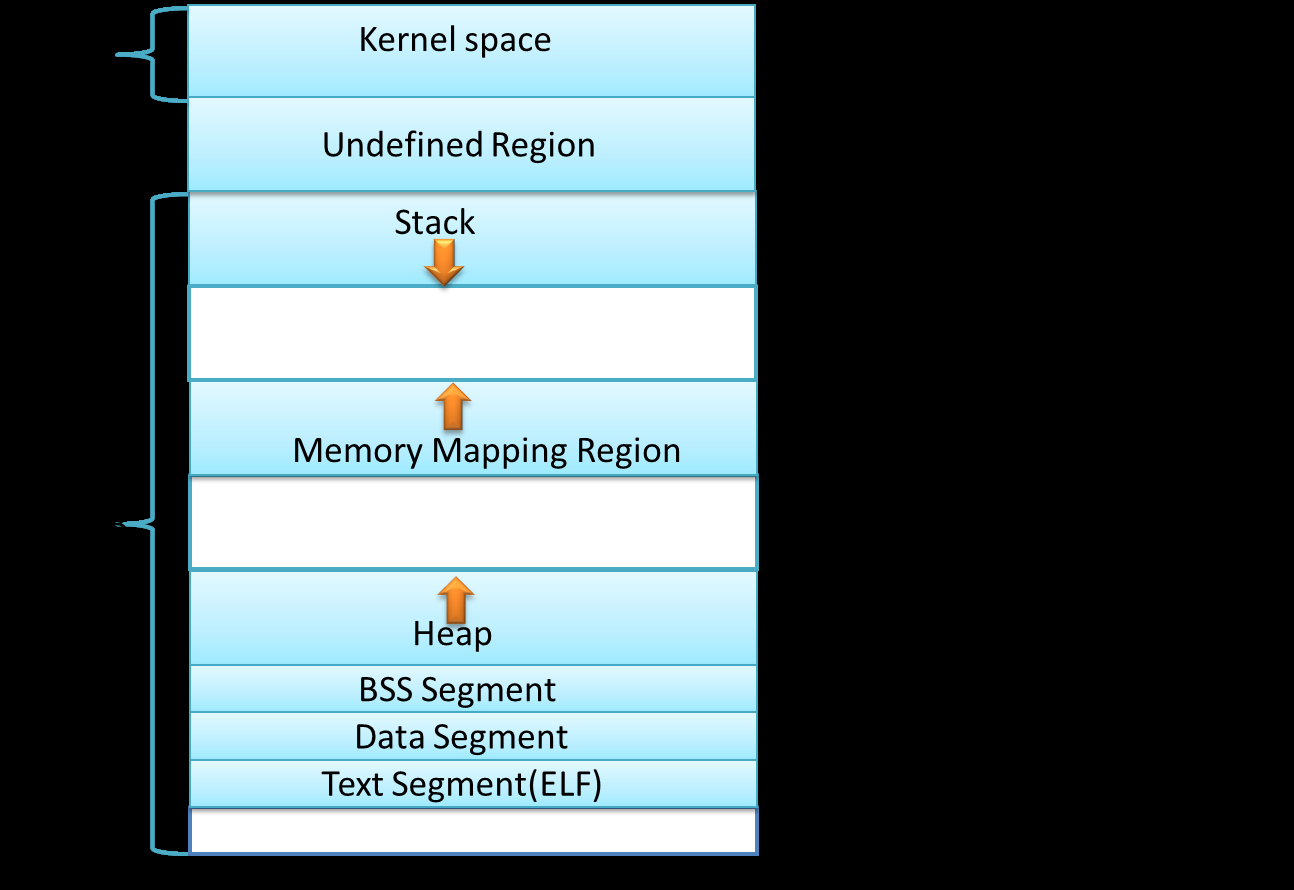 Kernel space
Undefined Region
Stack
Memory Mapping Region
Heap
BSS Segment
Data Segment
Text Segment(ELF)